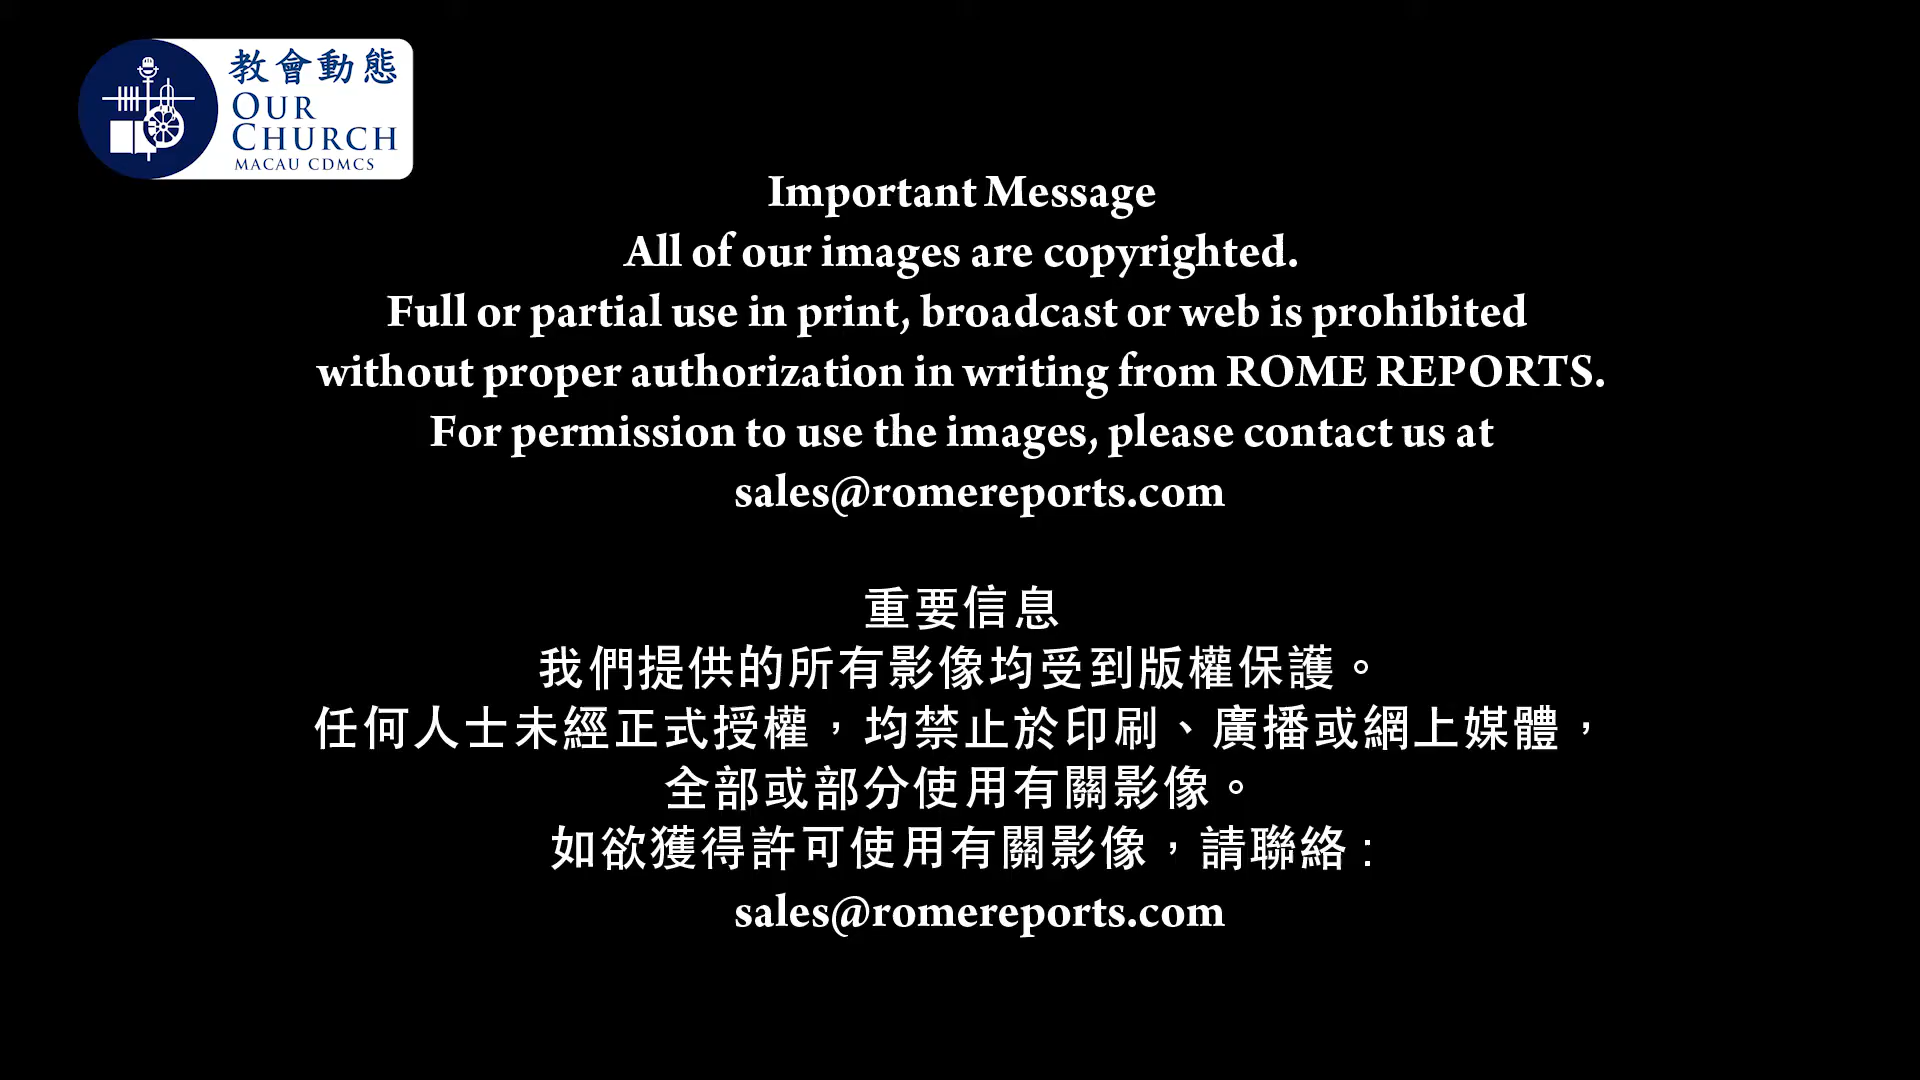 教會動態
OUR
CHURCH
MACAU CDMCS
Important Message
All of our images are copyrighted.
Full or partial use in print, broadcast or web is prohibited
without proper authorization in writing from ROME REPORTS.
For permission to use the images, please contact us at
sales@romereports.com
重要信息
我們提供的所有影像均受到版權保護。
任何人士未經正式授權，均禁止於印刷、廣播或網上媒體，
全部或部分使用有關影像。
如欲獲得許可使用有關影像，請聯絡 :
sales@romereports.com